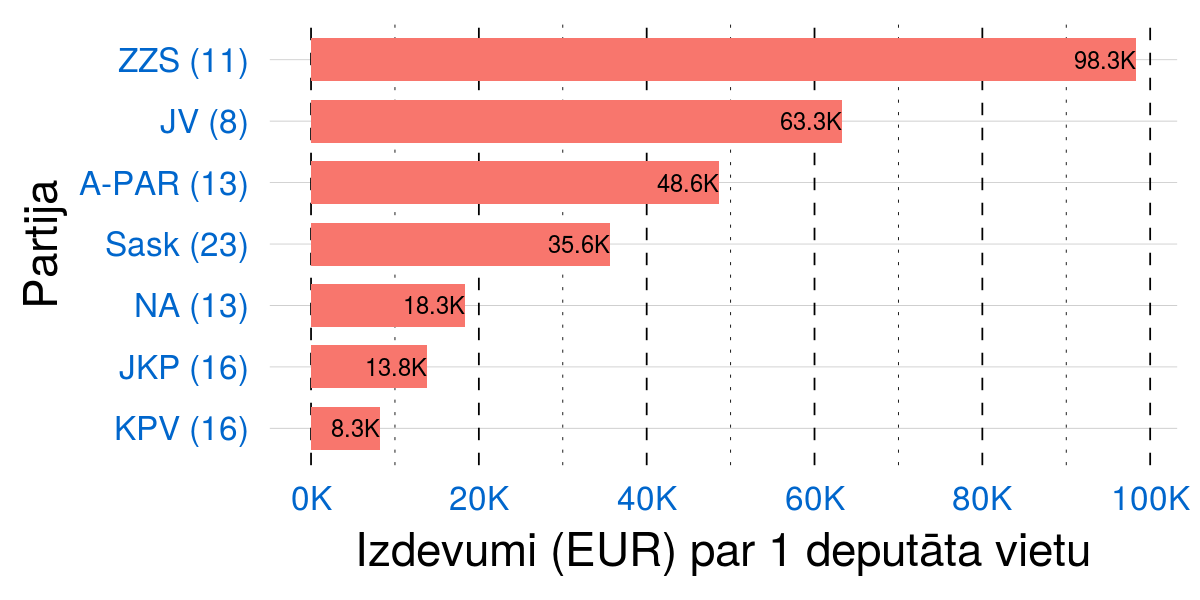 Partija
ZZS (11)
98.3K
JV (8)
63.3K
A-PAR (13)
48.6K
Sask (23)
35.6K
NA (13)
18.3K
JKP (16)
13.8K
KPV (16)
8.3K
0K 20K 40K 60K 80K 100K
Izdevumi (EUR) par 1 deputāta vietu